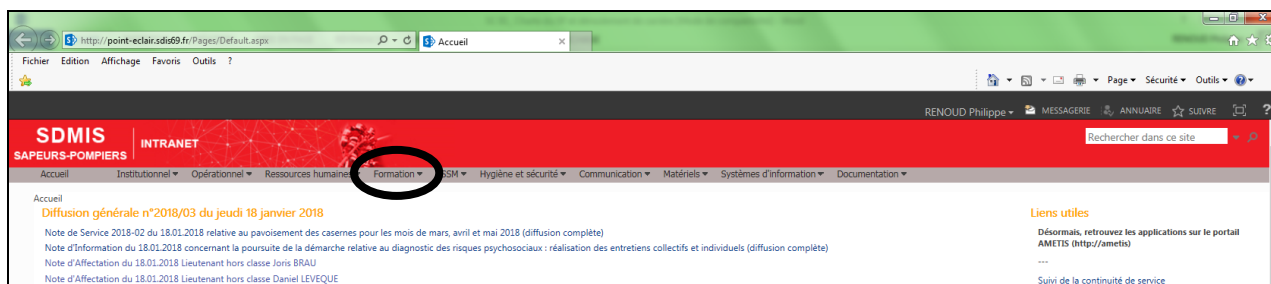 http://point-eclair.sdis69.fr/Pages/Default.aspx
Accueil
Fichier Edition Affichage Favoris Outils ?
Page Sécurité Outils
RENOUD Philippe MESSAGERIE ANNUAIRE SUIVRE ?
SDMIS
SAPEURS-POMPIERS
INTRANET
Rechercher dans ce site
Accueil Institutionnel Opérationnel Ressources humaines Formation SSM Hygiène et sécurité Communication Matériels Systèmes d'information Documentation
Accueil
Diffusion générale n°2018/03 du jeudi 18 janvier 2018
Note de Service 2018-02 du 18.01.2018 relative au pavoisement des casernes pour les mois de mars, avril et mai 2018 (diffusion complète)
Note d'Information du 18.01.2018 concernant la poursuite de la démarche relative au diagnostic des risques psychosociaux : réalisation des entretiens collectifs et individuels (diffusion complète)
Note d'Affectation du 18.01.2018 Lieutenant hors classe Joris BRAU
Note d'Affectation du 18.01.2018 Lieutenant hors classe Daniel LEVEQUE
Liens utiles
Désormais, retrouvez les applications sur le portail
AMETIS (http://ametis)
---
Suivi de la continuité de service